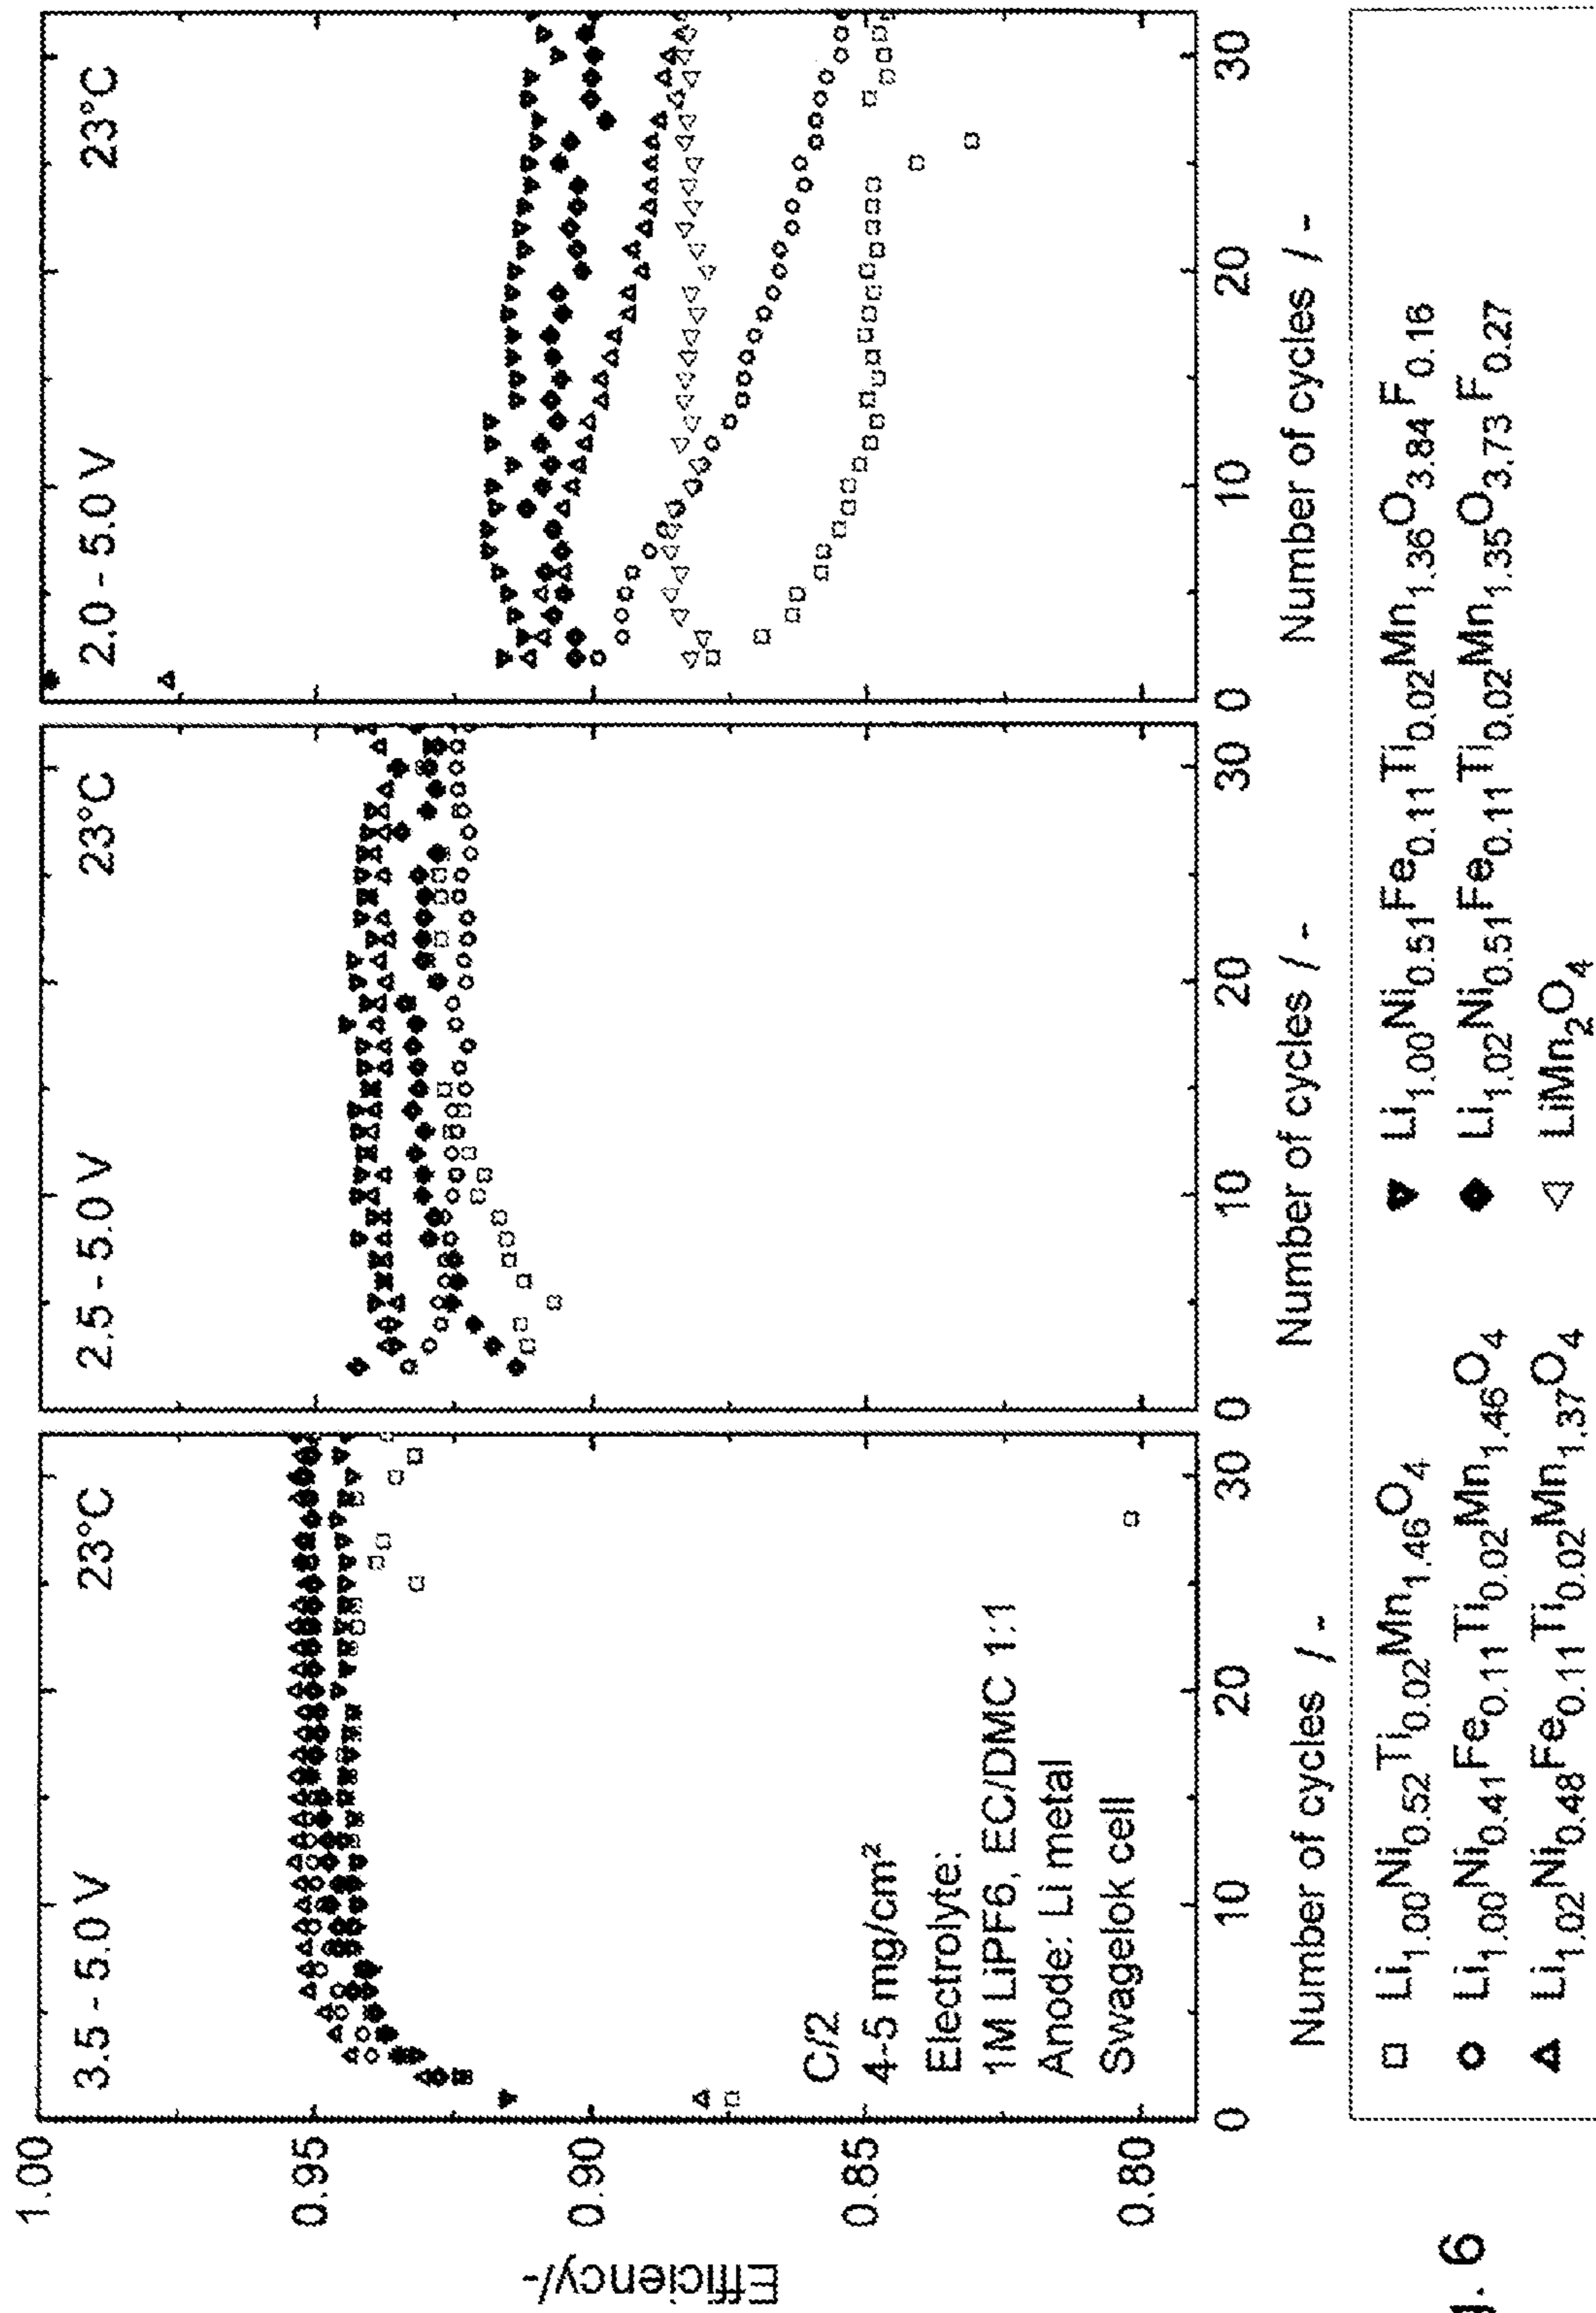 3.5 - 5.0 V 23°C
2.5 - 5.0 V 23°C
2.0 - 5.0 V 23°C
Efficiency/-
1.00
0.95
0.90
0.85
0.80
C/2
4-5 mg/cm²
Electrolyte:
1M LiPF6, EC/DMC 1:1
Anode: Li metal
Swagelok cell
0 10 20 30
0 10 20 30
0 10 20 30
Number of cycles / -
Number of cycles / -
Number of cycles / -
Li1.00Ni0.52Ti0.02Mn1.46O4
Li1.00Ni0.41Fe0.11Ti0.02Mn1.46O4
Li1.02Ni0.48Fe0.11Ti0.02Mn1.37O4
Li1.00Ni0.51Fe0.11Ti0.02Mn1.36O3.84F0.16
Li1.02Ni0.51Fe0.11Ti0.02Mn1.35O3.73F0.27
LiMn2O4
6